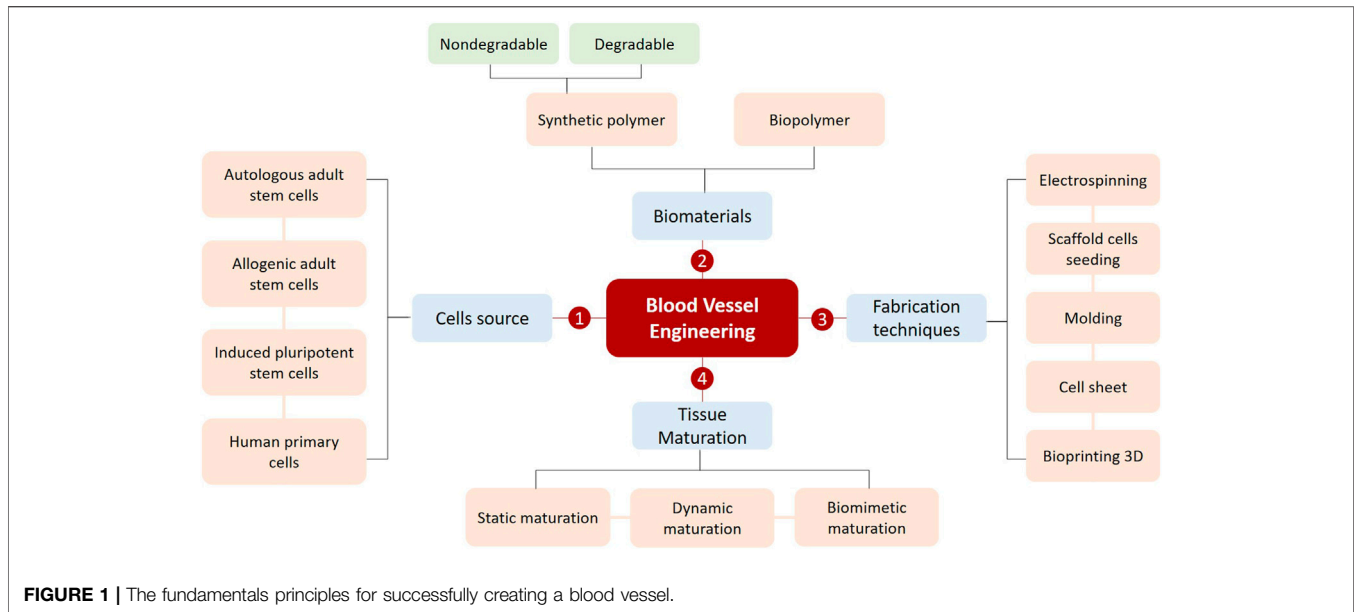 Nondegradable
Degradable
Synthetic polymer
Biopolymer
Biomaterials
2
Autologous adult
stem cells
Allogenic adult
stem cells
Induced pluripotent
stem cells
Human primary
cells
Cells source
1
Blood Vessel
Engineering
3
Fabrication
techniques
Electrospinning
Scaffold cells
seeding
Molding
Cell sheet
Bioprinting 3D
4
Tissue
Maturation
Static maturation
Dynamic
maturation
Biomimetic
maturation
FIGURE 1 | The fundamentals principles for successfully creating a blood vessel.